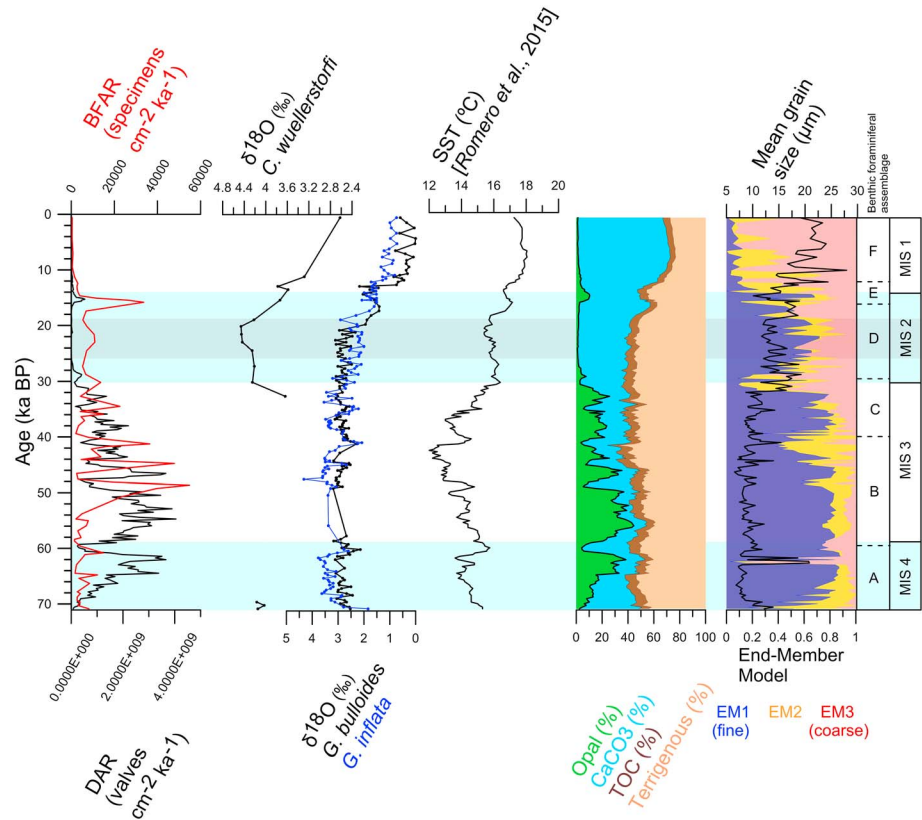 BFAR
(specimens
cm-2 ka-1)
0
20000
40000
60000
δ18O (‰)
C. wuellerstorfi
4.8 4.4 4 3.6 3.2 2.8 2.4
SST (ºC)
[Romero et al., 2015]
12 14 16 18 20
Mean grain
size (µm)
5 10 15 20 25 30
Benthic foraminiferal
assemblage
Age (ka BP)
0
10
20
30
40
50
60
70
F
E
D
C
B
A
MIS 1
MIS 2
MIS 3
MIS 4
0.0000E+000
2.0000E+009
4.0000E+009
DAR
(valves
cm-2 ka-1)
5 4 3 2 1 0
δ18O (‰)
G. bulloides
G. inflata
0 20 40 60 80 100
Opal (%)
CaCO3 (%)
TOC (%)
Terrigenous (%)
0 0.2 0.4 0.6 0.8 1
End-Member
Model
EM1
(fine)
EM2
EM3
(coarse)